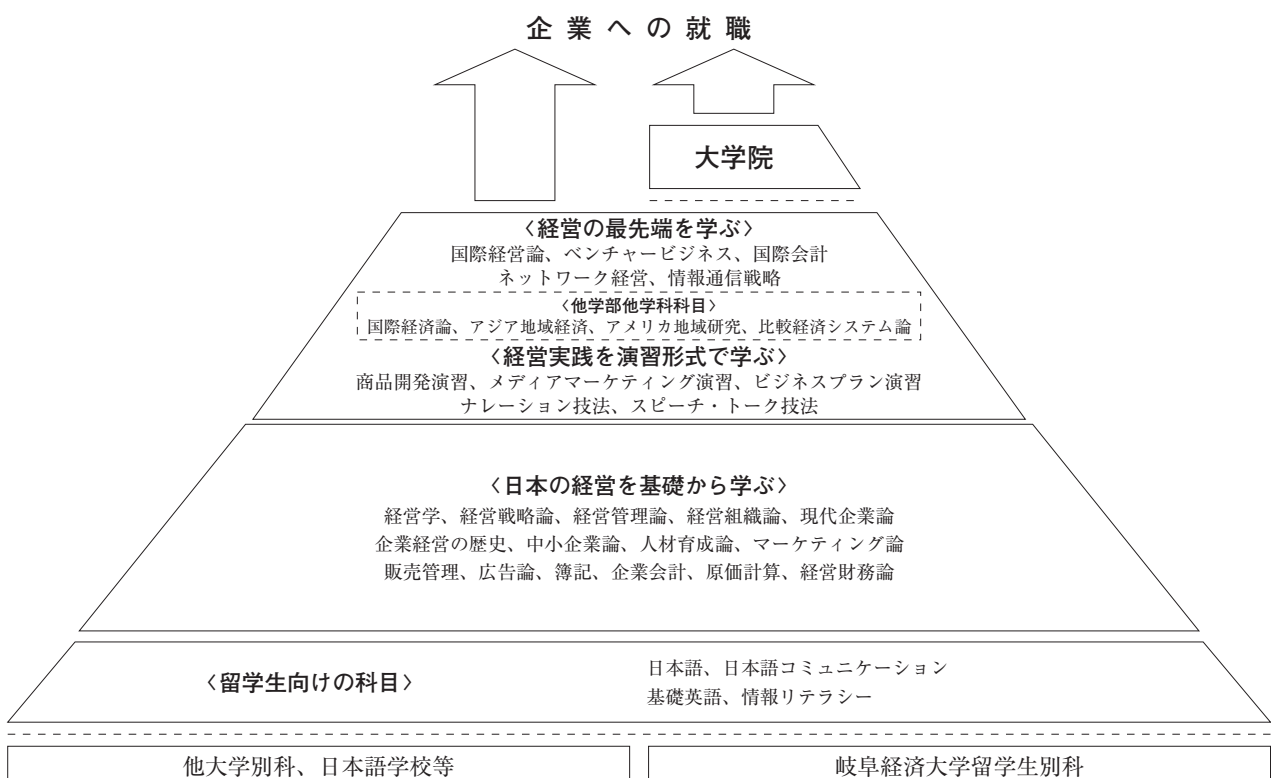 企業への就職
大学院
〈経営の最先端を学ぶ〉
国際経営論、ベンチャービジネス、国際会計
ネットワーク経営、情報通信戦略
〈他学部他学科科目〉
国際経済論、アジア地域経済、アメリカ地域研究、比較経済システム論
〈経営実践を演習形式で学ぶ〉
商品開発演習、メディアマーケティング演習、ビジネスプラン演習
ナレーション技法、スピーチ・トーク技法
〈日本の経営を基礎から学ぶ〉
経営学、経営戦略論、経営管理論、経営組織論、現代企業論
企業経営の歴史、中小企業論、人材育成論、マーケティング論
販売管理、広告論、簿記、企業会計、原価計算、経営財務論
〈留学生向けの科目〉
日本語、日本語コミュニケーション
基礎英語、情報リテラシー
他大学別科、日本語学校等
岐阜経済大学留学生別科